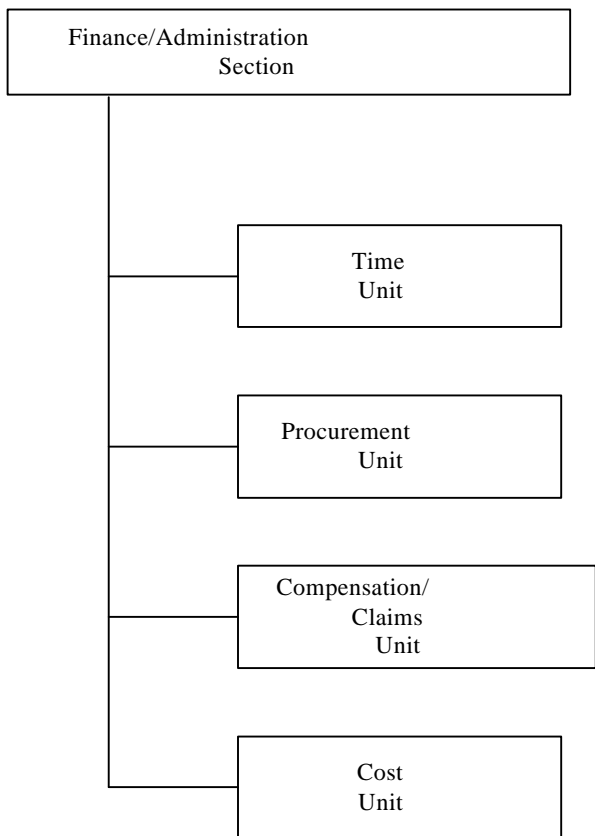 Finance/Administration
Section
Time
Unit
Procurement
Unit
Compensation/
Claims
Unit
Cost
Unit